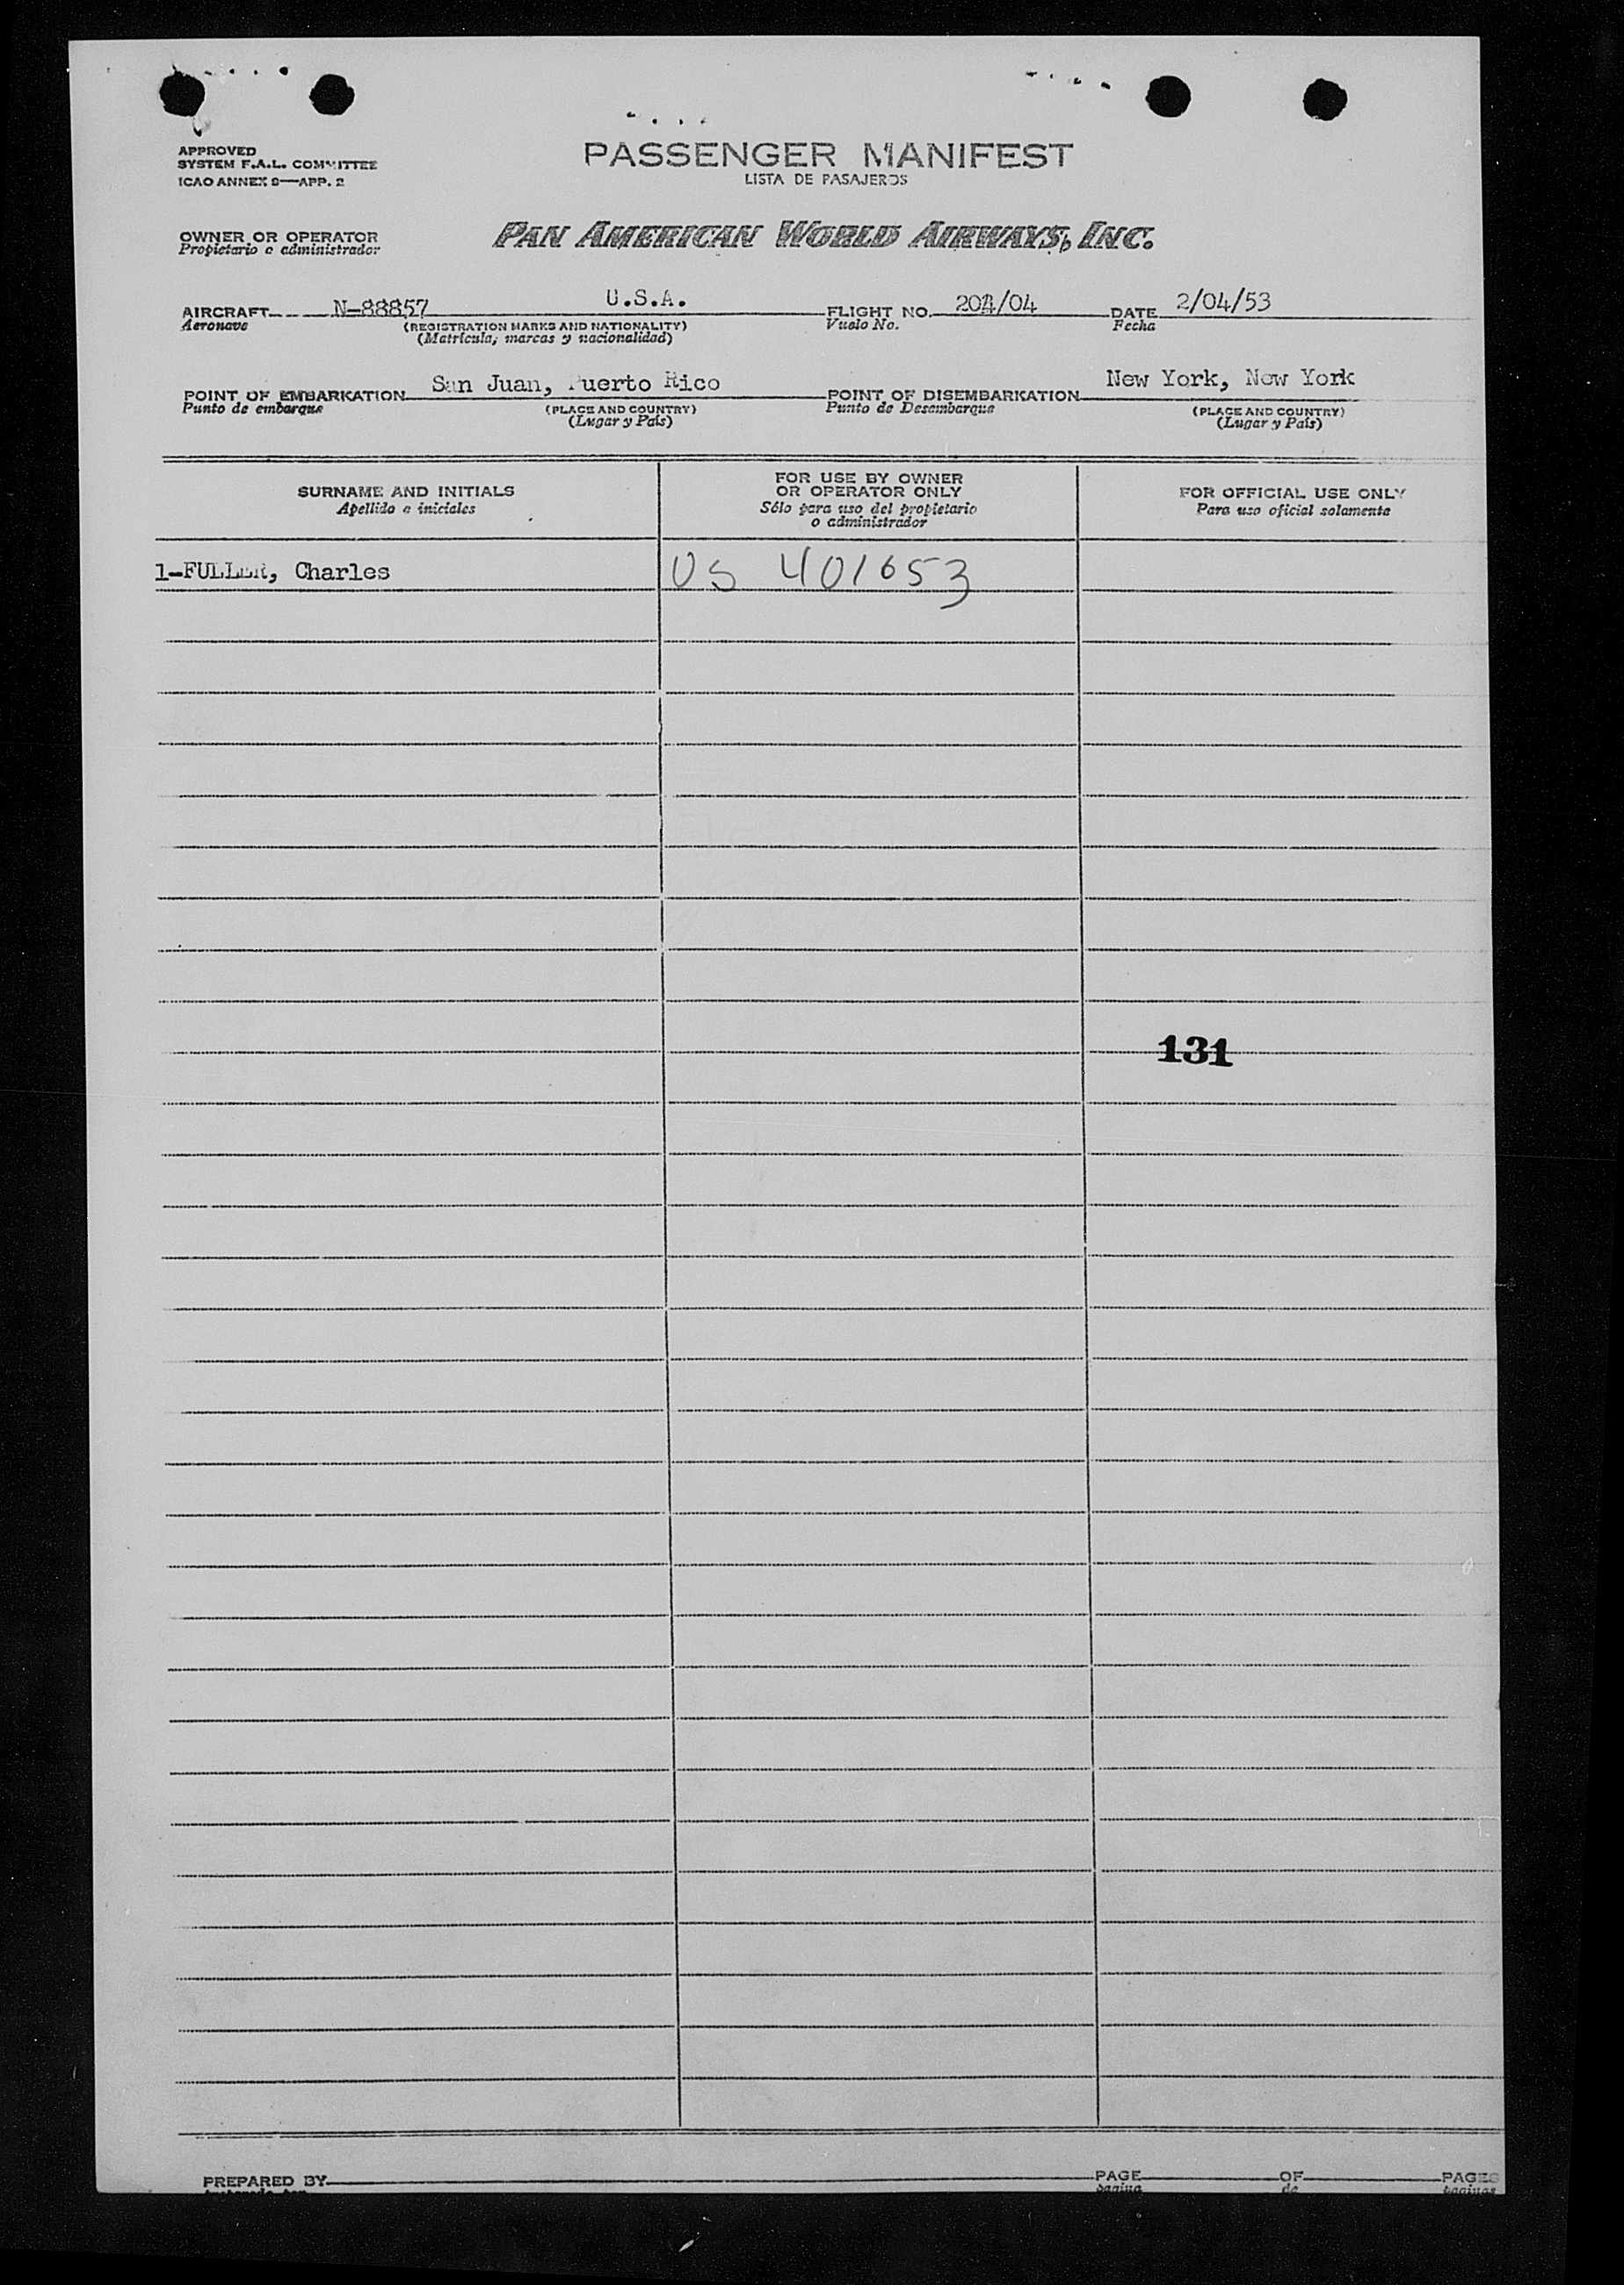 APPROVED
SYSTEM F.A.L. COMMITTEE
ICAO ANNEX 9—APP. 2
PASSENGER MANIFEST
LISTA DE PASAJEROS
OWNER OR OPERATOR
Propietario o administrador
PAN AMERICAN WORLD AIRWAYS, INC.
AIRCRAFT N-88857 U.S.A. FLIGHT NO. 204/04 DATE 2/04/53
Aeronave (REGISTRATION MARKS AND NATIONALITY) Vuelo No. Fecha
(Matrícula, marcas y nacionalidad)
POINT OF EMBARKATION San Juan, Puerto Rico POINT OF DISEMBARKATION New York, New York
Punto de embarque (PLACE AND COUNTRY) Punto de Desembarque (PLACE AND COUNTRY)
(Lugar y País) (Lugar y País)
SURNAME AND INITIALS
Apellido e iniciales
FOR USE BY OWNER
OR OPERATOR ONLY
Sólo para uso del propietario
o administrador
FOR OFFICIAL USE ONLY
Para uso oficial solamente
1-FULLER, Charles US 401653
131
PREPARED BY PAGE OF PAGES
pagina de paginas